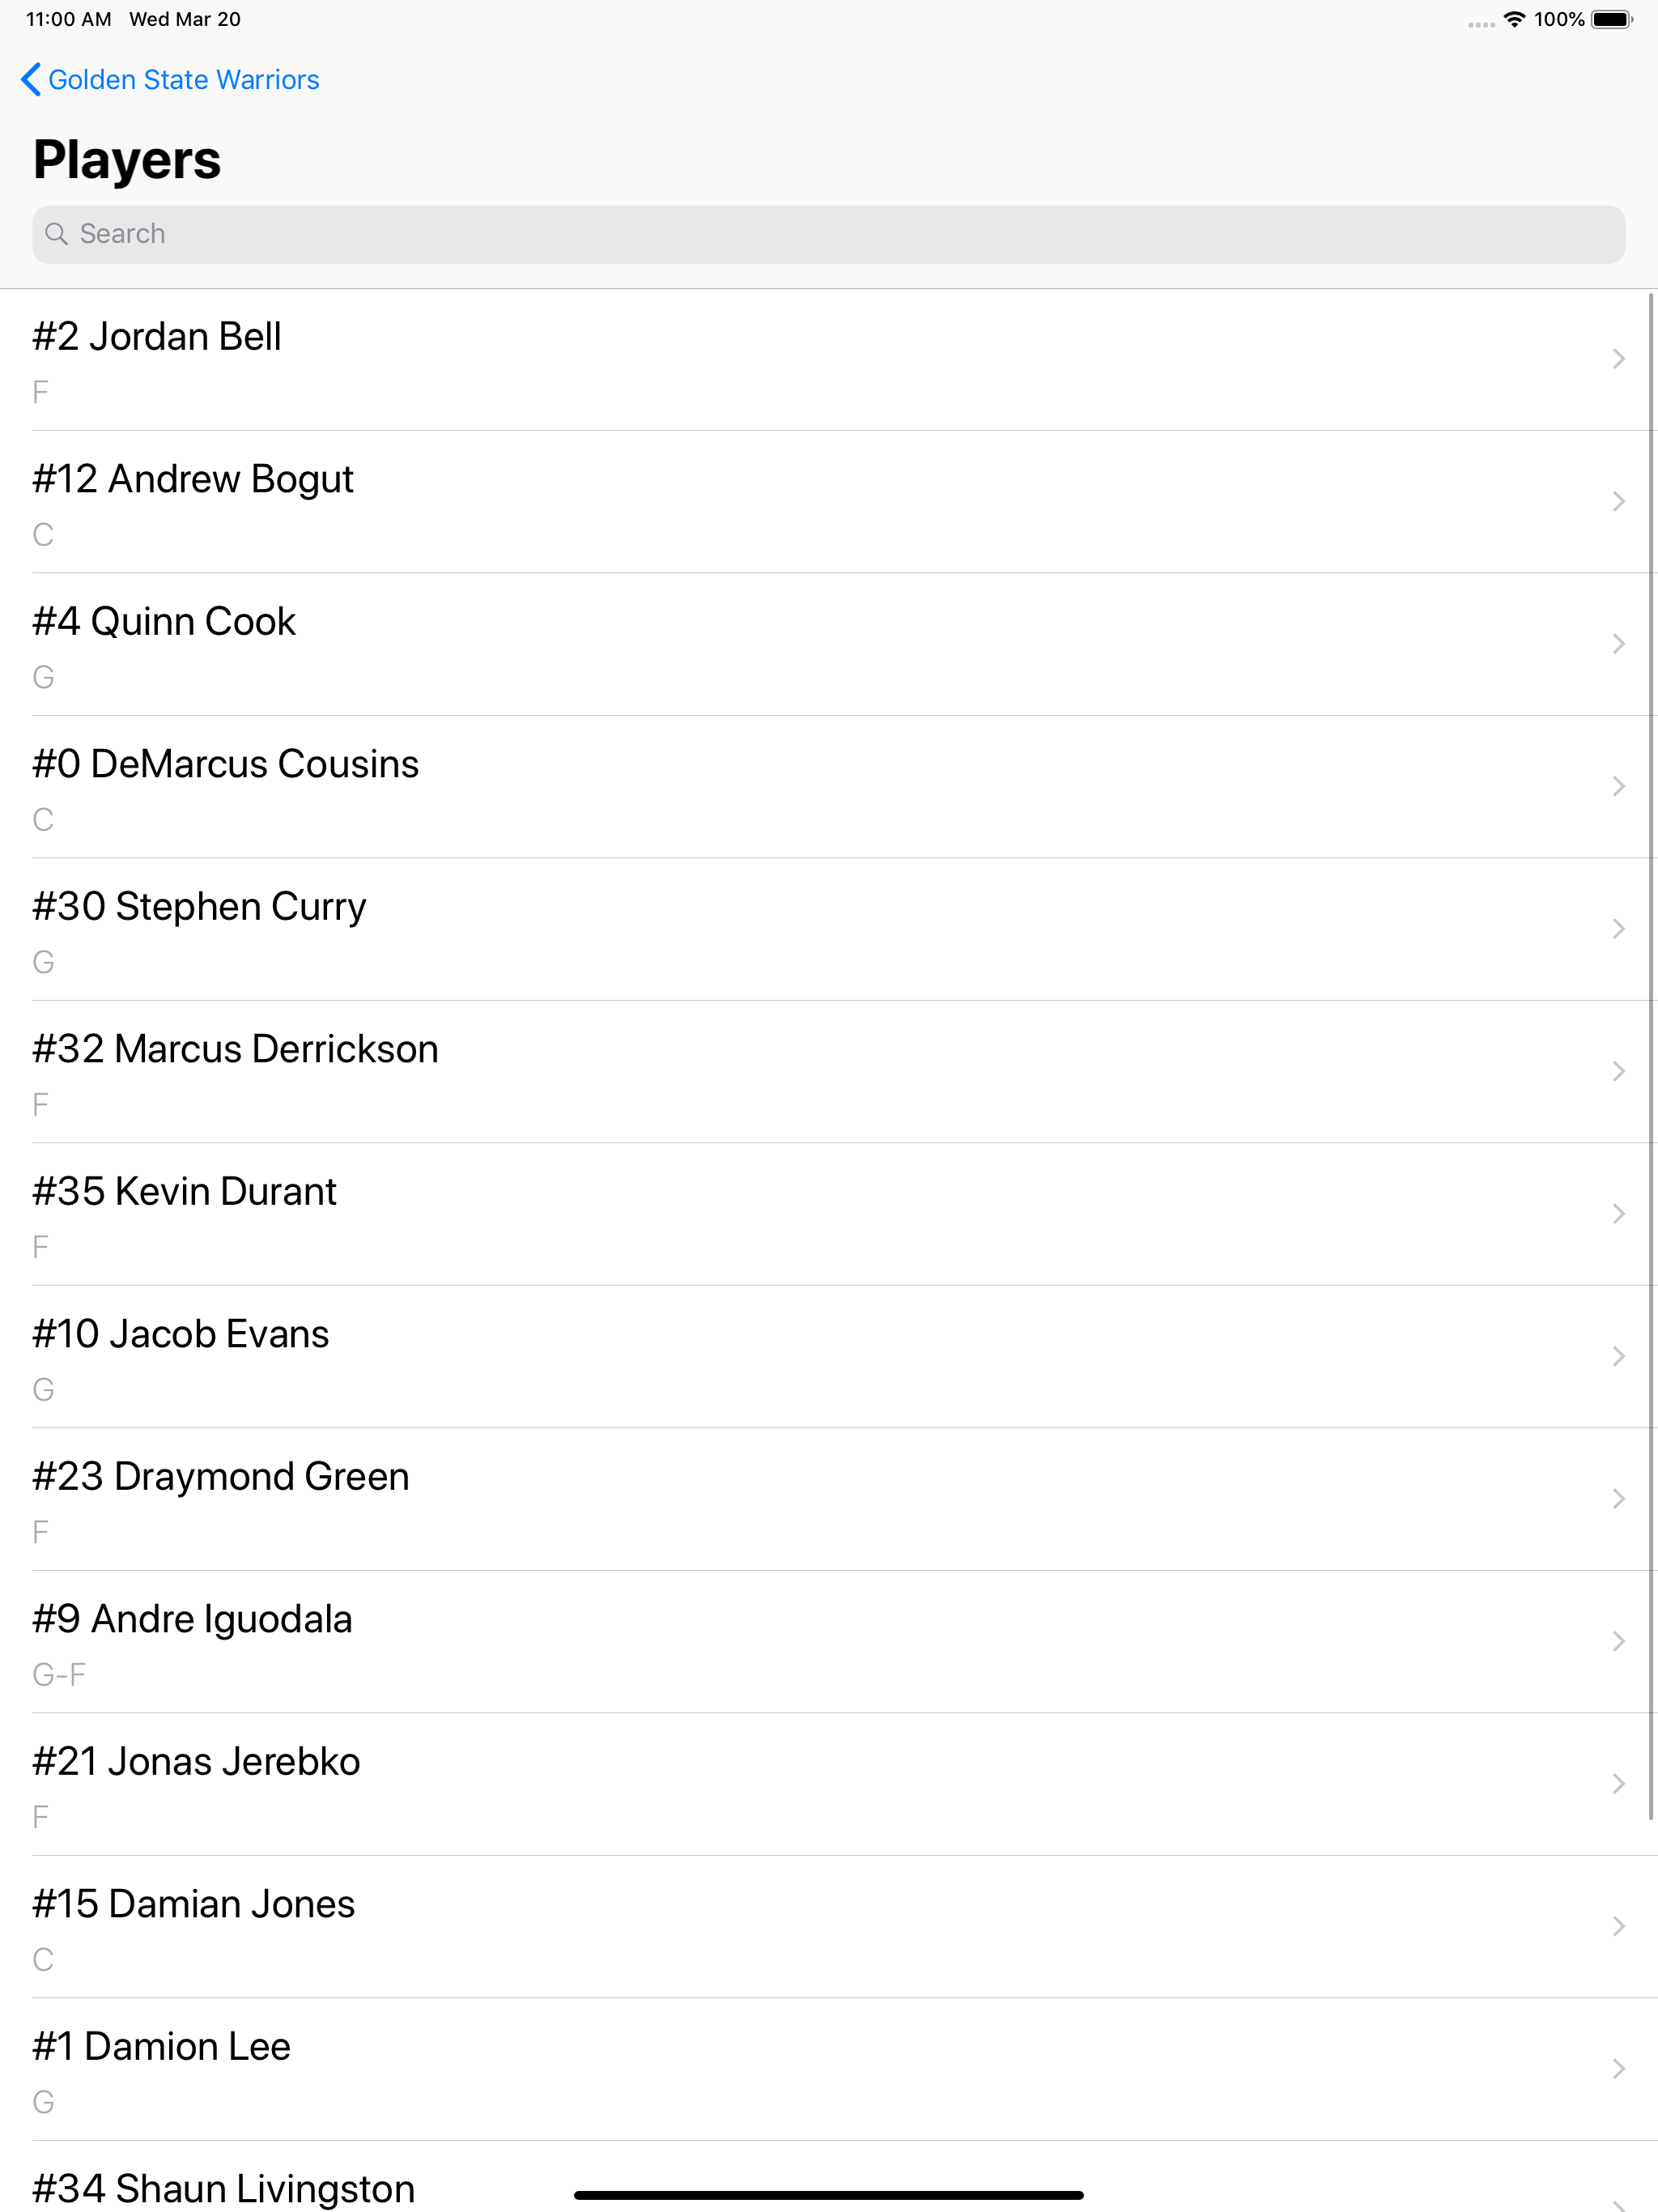 11:00 AM Wed Mar 20 100%
Golden State Warriors
Players
Search
#2 Jordan Bell
F
#12 Andrew Bogut
C
#4 Quinn Cook
G
#0 DeMarcus Cousins
C
#30 Stephen Curry
G
#32 Marcus Derrickson
F
#35 Kevin Durant
F
#10 Jacob Evans
G
#23 Draymond Green
F
#9 Andre Iguodala
G-F
#21 Jonas Jerebko
F
#15 Damian Jones
C
#1 Damion Lee
G
#34 Shaun Livingston